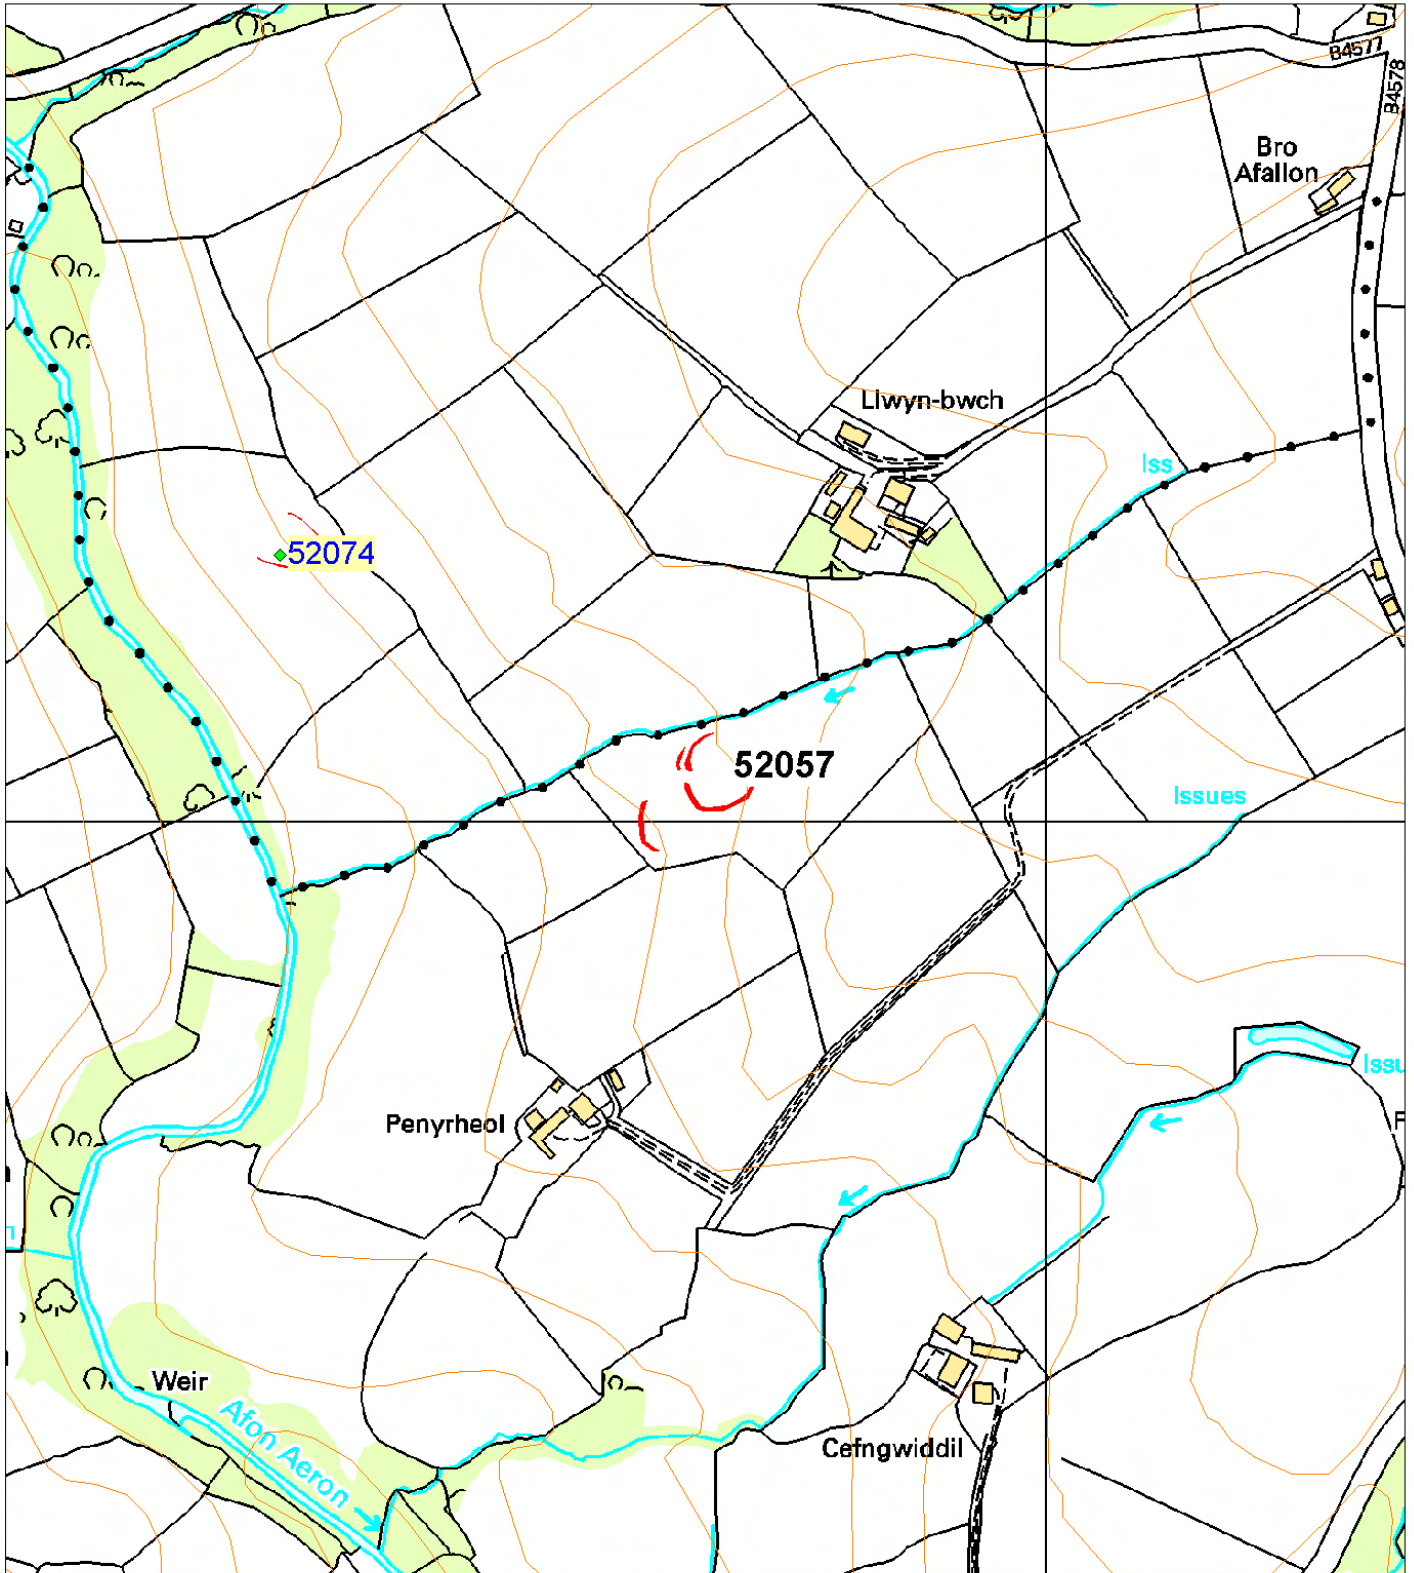 B4577
B4578
Bro
Afallon
Llwyn-bwch
Iss
52074
52057
Issues
Issu
P
Penyrheol
Weir
Afon Aeron
Cefngwiddil